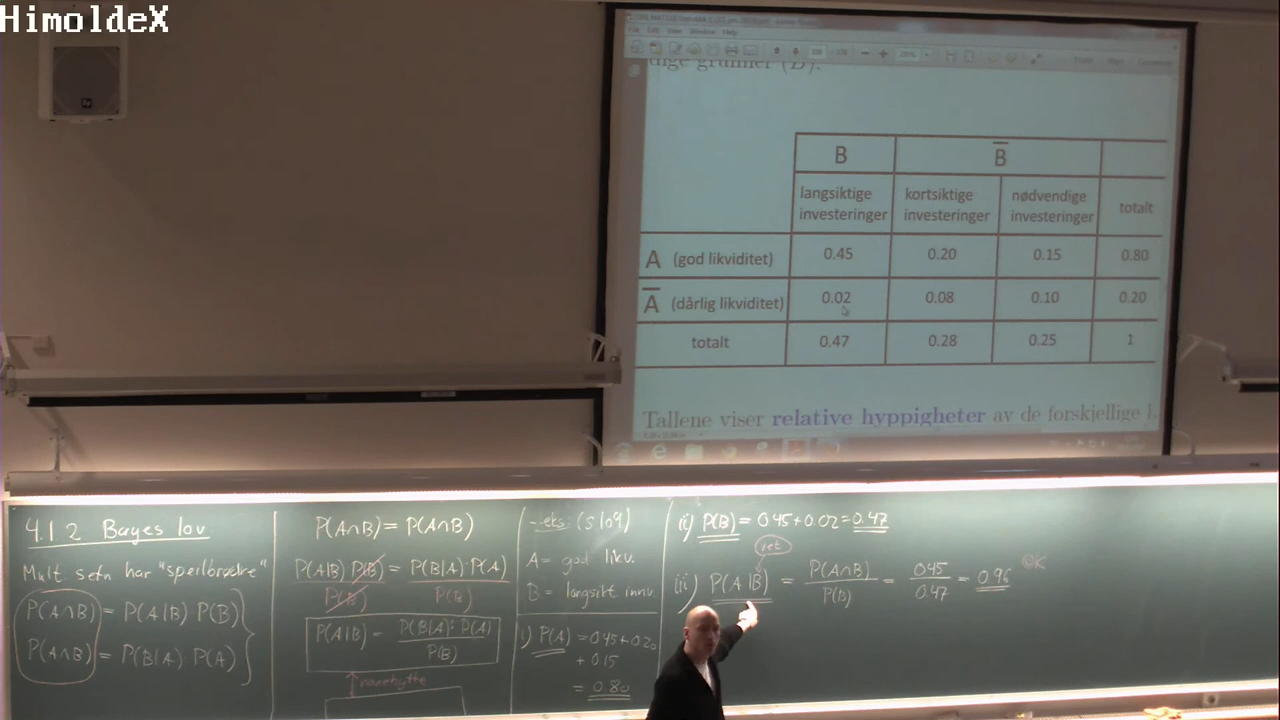 HimoldeX
dige grunner (B).
B
B̅
langsiktige investeringer
kortsiktige investeringer
nødvendige investeringer
totalt
A (god likviditet) 0.45 0.20 0.15 0.80
A̅ (dårlig likviditet) 0.02 0.08 0.10 0.20
totalt 0.47 0.28 0.25 1
Tallene viser relative hyppigheter av de forskjellige
4.1.2 Bayes lov
Mult setn har "speilbrødre"
P(A∩B) = P(A|B) P(B)
P(A∩B) = P(B|A) · P(A)
P(A∩B) = P(A∩B)
P(A|B) P(B) / P(B) = P(B|A) · P(A) / P(B)
P(A|B) = P(B|A) · P(A) / P(B)
navnebytte
eks: (s 109)
A = god likv.
B = langsikt inv.
i) P(A) = 0.45+0.20
+ 0.15
= 0.80
ii) P(B) = 0.45+0.02 = 0.47
vet
iii) P(A|B) = P(A∩B) / P(B) = 0.45 / 0.47 = 0.96
OK